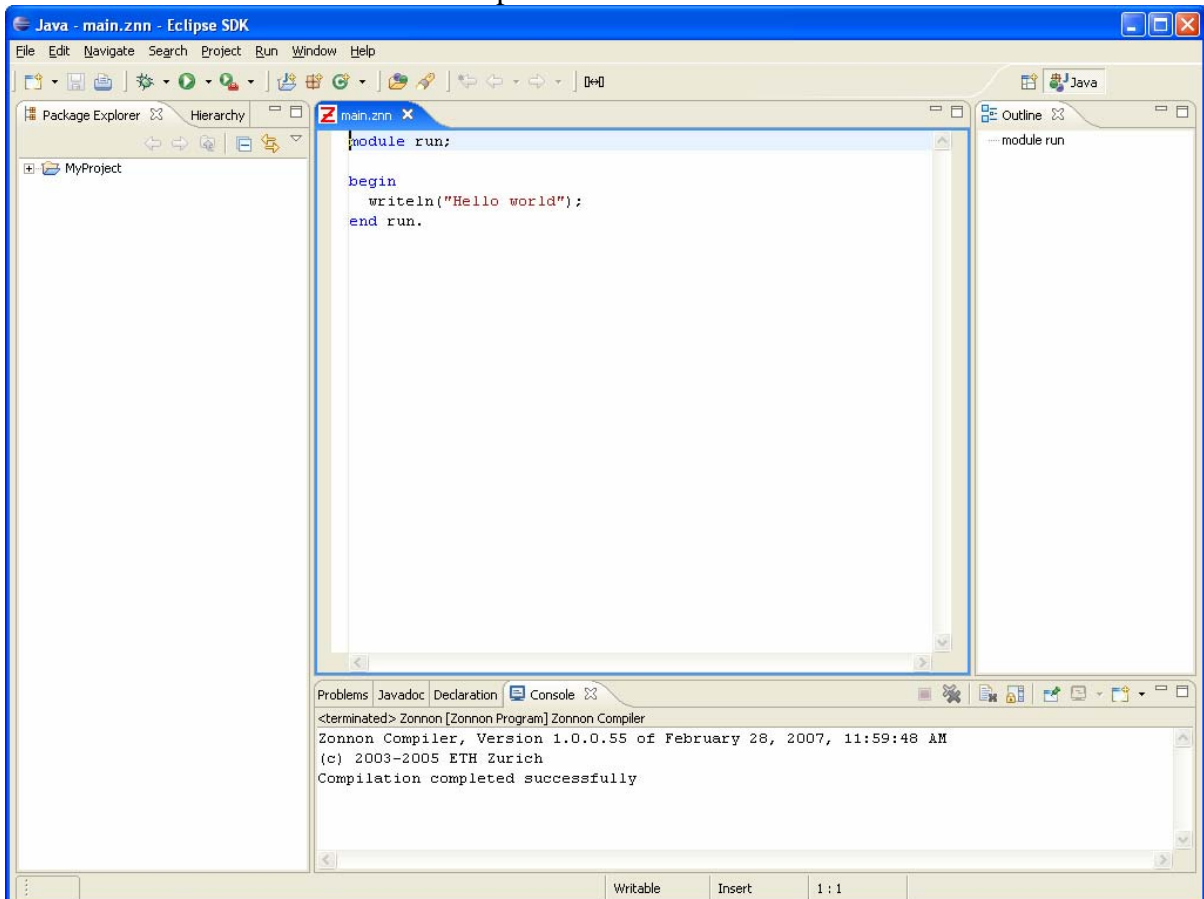 Java - main.znn - Eclipse SDK
File Edit Navigate Search Project Run Window Help
Java
Package Explorer Hierarchy
MyProject
main.znn
module run;
begin
writeln("Hello world");
end run.
Outline
module run
Problems Javadoc Declaration Console
<terminated> Zonnon [Zonnon Program] Zonnon Compiler
Zonnon Compiler, Version 1.0.0.55 of February 28, 2007, 11:59:48 AM
(c) 2003-2005 ETH Zurich
Compilation completed successfully
Writable Insert 1 : 1